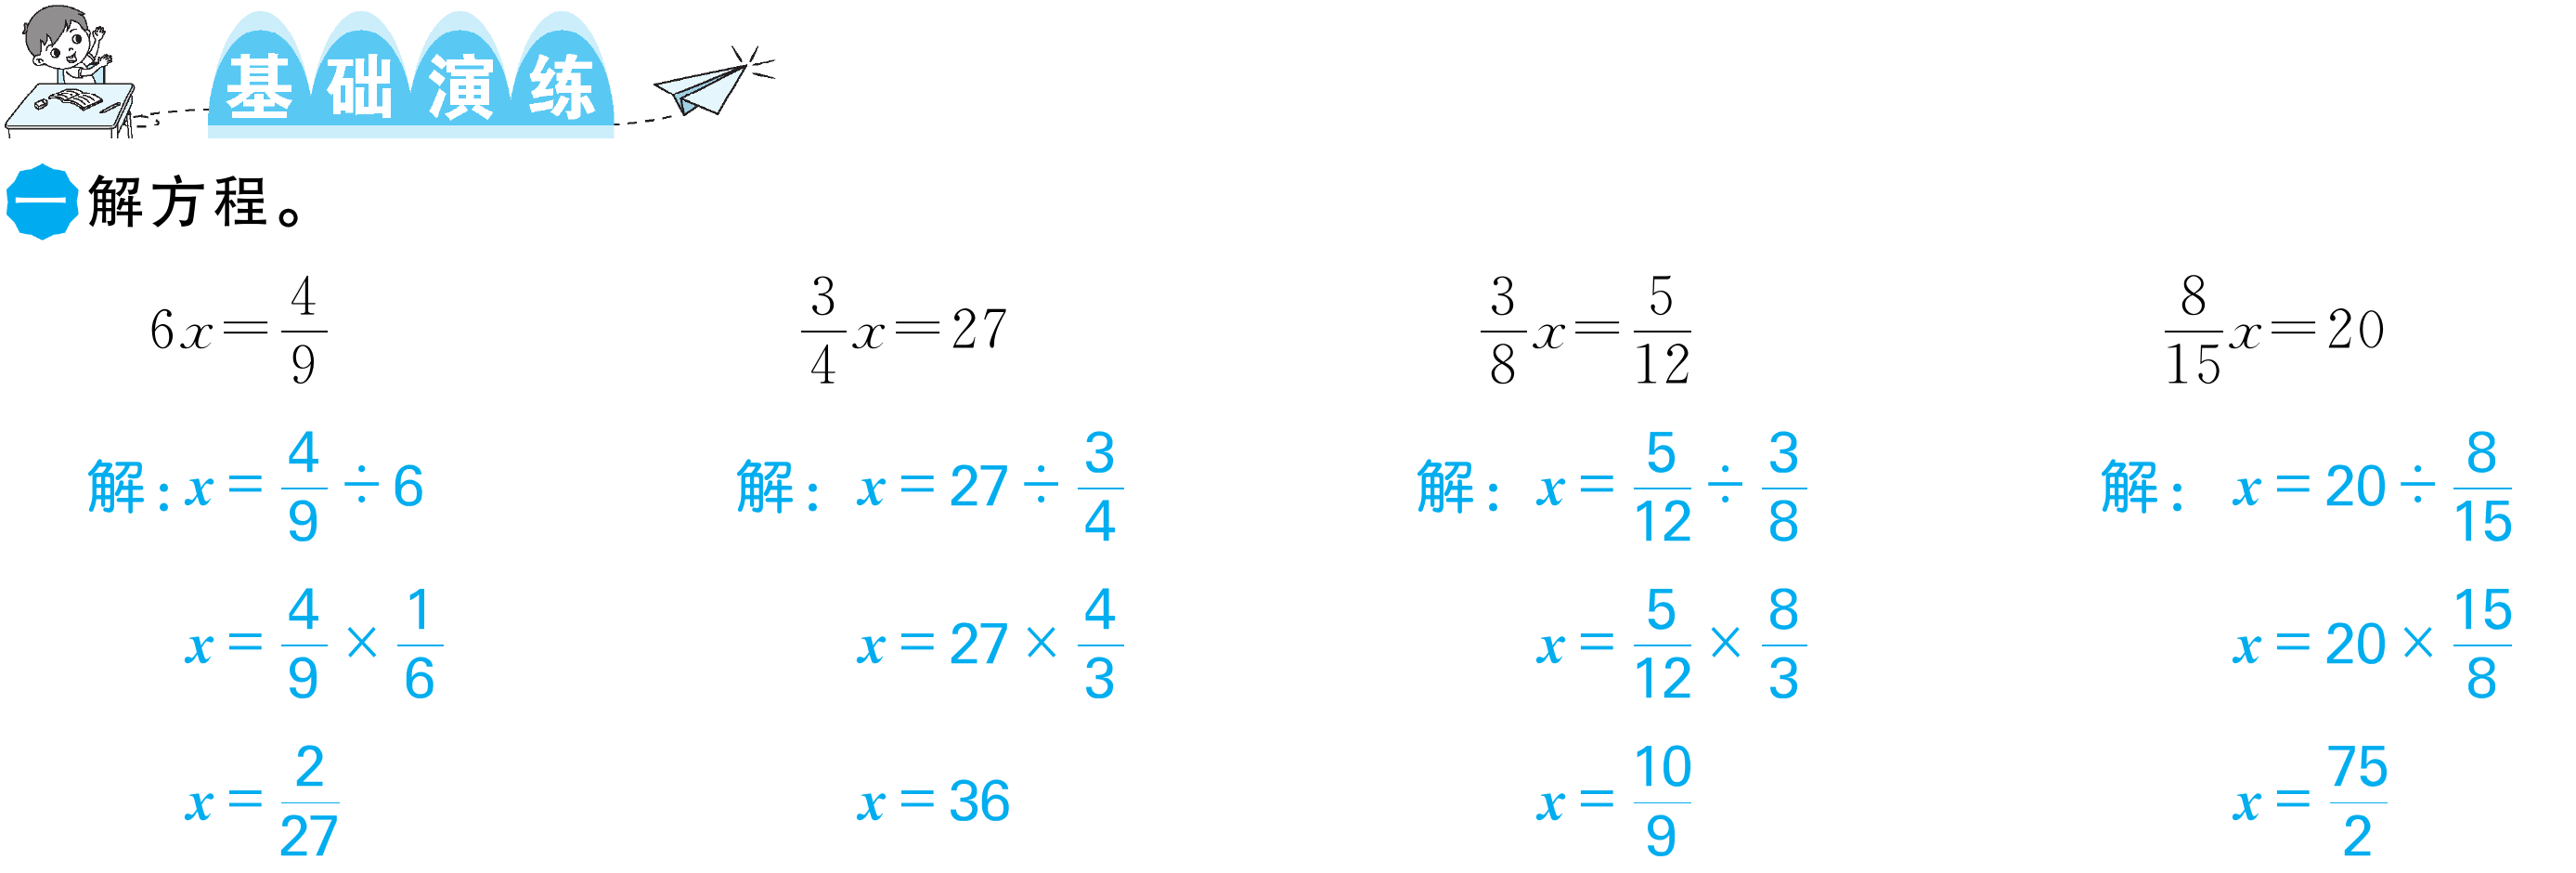 基础演练
一 解方程。
6x=4/9 3/4x=27 3/8x=5/12 8/15x=20
解：x=4/9÷6 解：x=27÷3/4 解：x=5/12÷3/8 解：x=20÷8/15
x=4/9×1/6 x=27×4/3 x=5/12×8/3 x=20×15/8
x=2/27 x=36 x=10/9 x=75/2